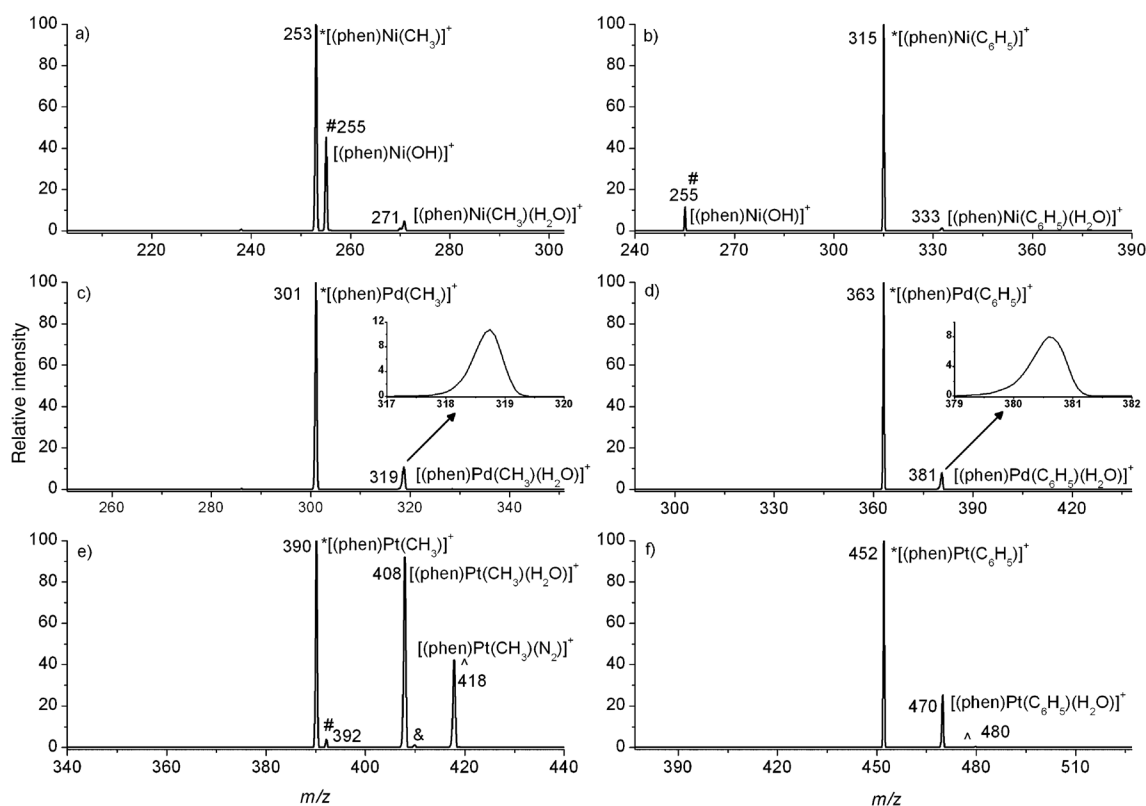 a)
100
80
60
40
20
0
253
*[(phen)Ni(CH₃)]⁺
#255
[(phen)Ni(OH)]⁺
271
[(phen)Ni(CH₃)(H₂O)]⁺
220 240 260 280 300
b)
100
80
60
40
20
0
315
*[(phen)Ni(C₆H₅)]⁺
#
255
[(phen)Ni(OH)]⁺
333
[(phen)Ni(C₆H₅)(H₂O)]⁺
240 270 300 330 360 390
Relative intensity
c)
100
80
60
40
20
0
301
*[(phen)Pd(CH₃)]⁺
12
8
4
0
317 318 319 320
319
[(phen)Pd(CH₃)(H₂O)]⁺
260 280 300 320 340
d)
100
80
60
40
20
0
363
*[(phen)Pd(C₆H₅)]⁺
8
4
0
379 380 381 382
381
[(phen)Pd(C₆H₅)(H₂O)]⁺
300 330 360 390 420
e)
100
80
60
40
20
0
390
*[(phen)Pt(CH₃)]⁺
408
[(phen)Pt(CH₃)(H₂O)]⁺
[(phen)Pt(CH₃)(N₂)]⁺
^
418
#
392
&
340 360 380 400 420 440
m/z
f)
100
80
60
40
20
0
452
*[(phen)Pt(C₆H₅)]⁺
470
[(phen)Pt(C₆H₅)(H₂O)]⁺
^ 480
390 420 450 480 510
m/z